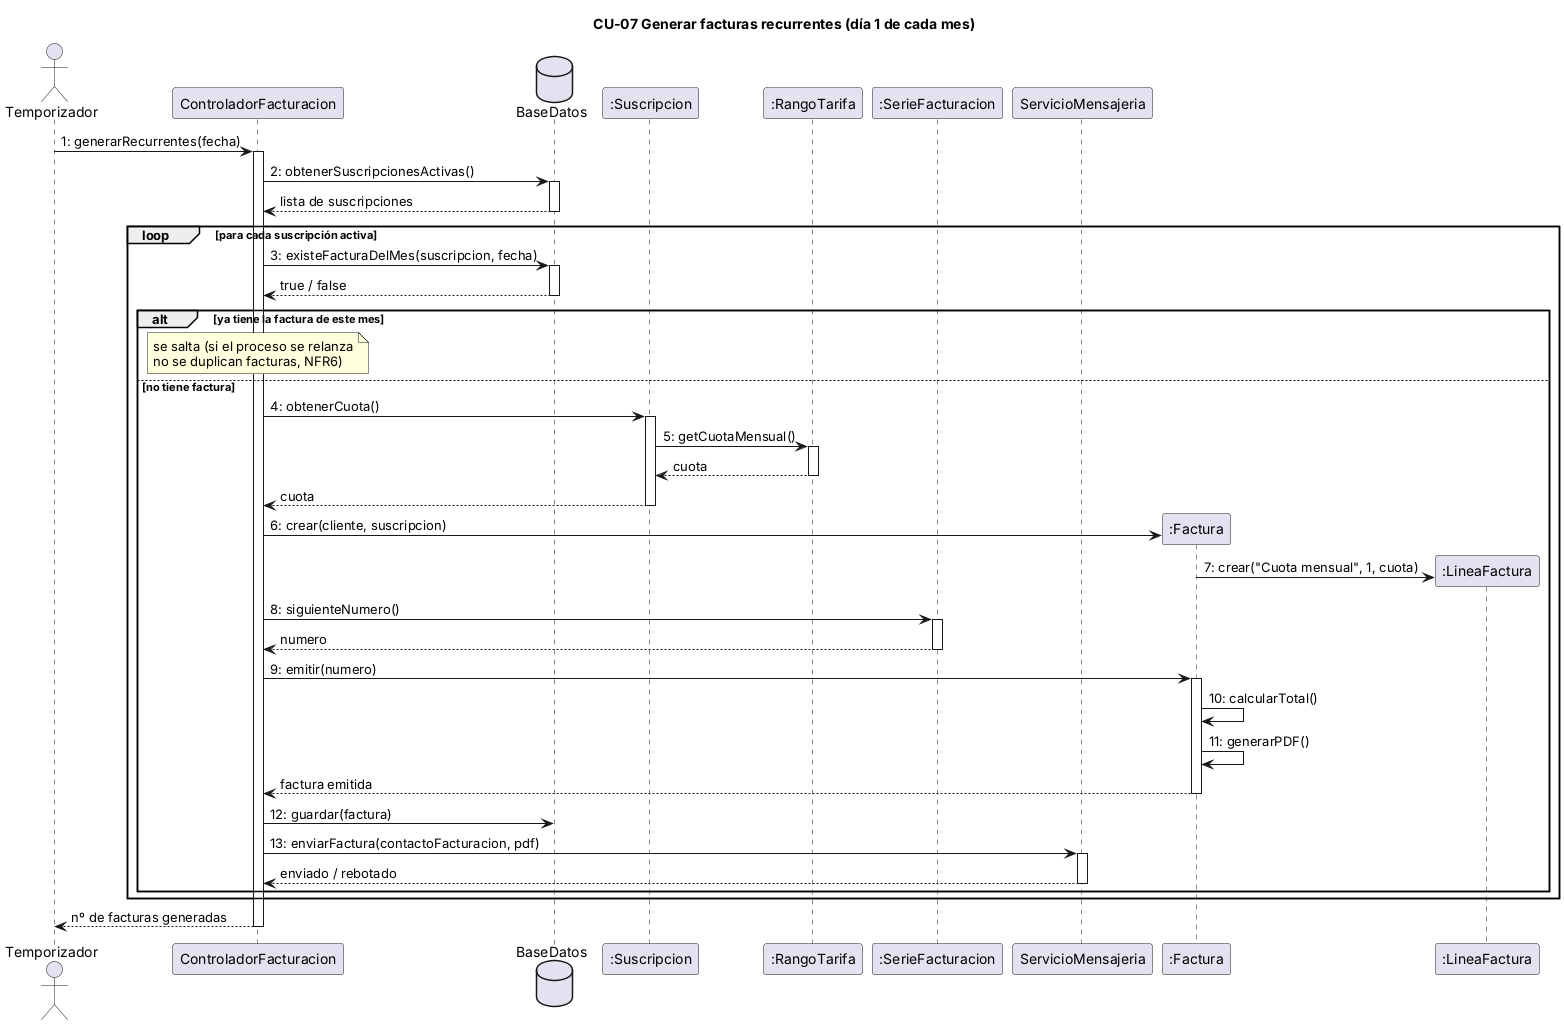 CU-07 Generar facturas recurrentes (día 1 de cada mes)
Temporizador
ControladorFacturacion
BaseDatos
:Suscripcion
:RangoTarifa
:SerieFacturacion
ServicioMensajeria
1: generarRecurrentes(fecha)
2: obtenerSuscripcionesActivas()
lista de suscripciones
loop
[para cada suscripción activa]
3: existeFacturaDelMes(suscripcion, fecha)
true / false
alt
[ya tiene la factura de este mes]
se salta (si el proceso se relanza
no se duplican facturas, NFR6)
[no tiene factura]
4: obtenerCuota()
5: getCuotaMensual()
cuota
cuota
6: crear(cliente, suscripcion)
:Factura
7: crear("Cuota mensual", 1, cuota)
:LineaFactura
8: siguienteNumero()
numero
9: emitir(numero)
10: calcularTotal()
11: generarPDF()
factura emitida
12: guardar(factura)
13: enviarFactura(contactoFacturacion, pdf)
enviado / rebotado
nº de facturas generadas
Temporizador
ControladorFacturacion
BaseDatos
:Suscripcion
:RangoTarifa
:SerieFacturacion
ServicioMensajeria
:Factura
:LineaFactura